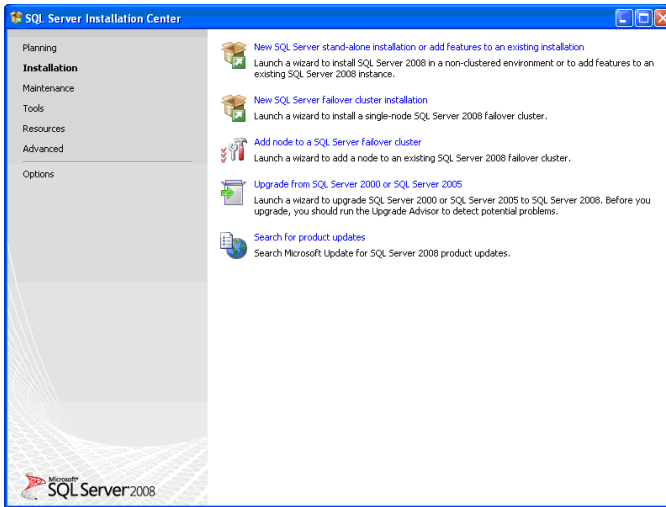 SQL Server Installation Center
Planning
Installation
Maintenance
Tools
Resources
Advanced
Options
New SQL Server stand-alone installation or add features to an existing installation
Launch a wizard to install SQL Server 2008 in a non-clustered environment or to add features to an
existing SQL Server 2008 instance.
New SQL Server failover cluster installation
Launch a wizard to install a single-node SQL Server 2008 failover cluster.
Add node to a SQL Server failover cluster
Launch a wizard to add a node to an existing SQL Server 2008 failover cluster.
Upgrade from SQL Server 2000 or SQL Server 2005
Launch a wizard to upgrade SQL Server 2000 or SQL Server 2005 to SQL Server 2008. Before you
upgrade, you should run the Upgrade Advisor to detect potential problems.
Search for product updates
Search Microsoft Update for SQL Server 2008 product updates.
Microsoft
SQL Server 2008